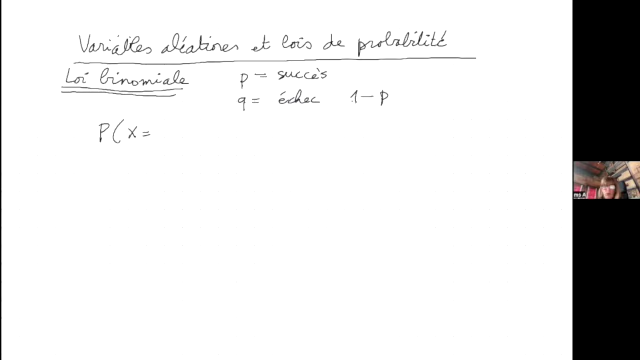 Variables aléatoires et lois de probabilité
Loi binomiale
p = succès
q = échec 1 - p
P( X =